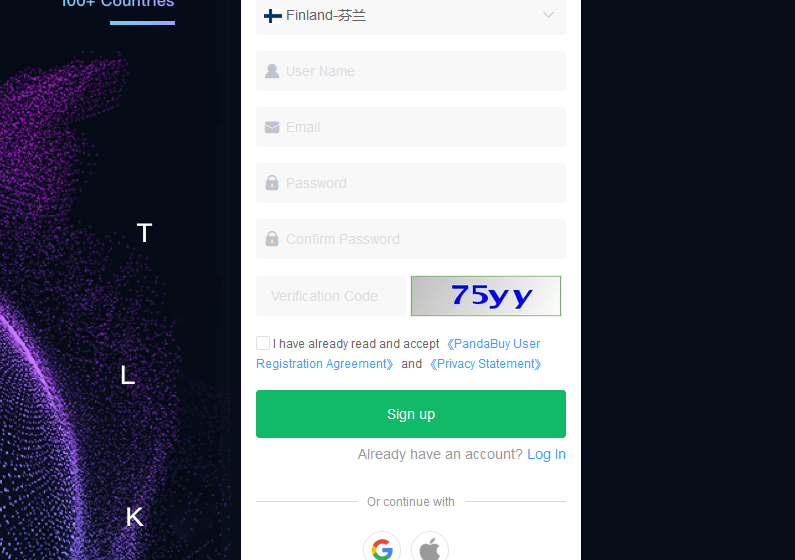 100+ Countries
T
L
K
Finland-芬兰
User Name
Email
Password
Confirm Password
Verification Code
75yy
I have already read and accept 《PandaBuy User
Registration Agreement》 and 《Privacy Statement》
Sign up
Already have an account? Log In
Or continue with